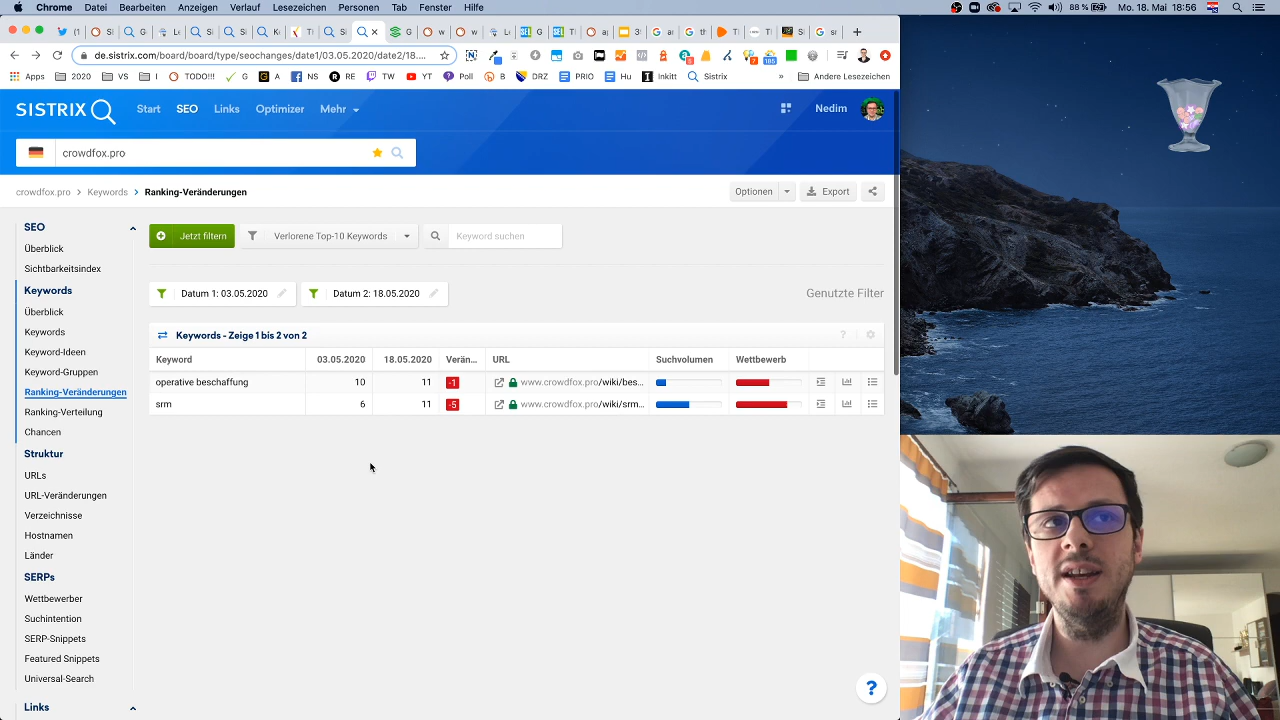 Chrome Datei Bearbeiten Anzeigen Verlauf Lesezeichen Personen Tab Fenster Hilfe
88 % Mo. 18. Mai 18:56
de.sistrix.com/board/board/type/seochanges/date1/03.05.2020/date2/18....
Apps 2020 VS I TODO!!! G A NS RE TW YT Poll B DRZ PRIO Hu Inkitt Sistrix » Andere Lesezeichen
SISTRIX Start SEO Links Optimizer Mehr Nedim
crowdfox.pro
crowdfox.pro > Keywords > Ranking-Veränderungen Optionen Export
SEO
Überblick
Sichtbarkeitsindex
Keywords
Überblick
Keywords
Keyword-Ideen
Keyword-Gruppen
Ranking-Veränderungen
Ranking-Verteilung
Chancen
Struktur
URLs
URL-Veränderungen
Verzeichnisse
Hostnamen
Länder
SERPs
Wettbewerber
Suchintention
SERP-Snippets
Featured Snippets
Universal-Search
Links
Jetzt filtern Verlorene Top-10 Keywords Keyword suchen
Datum 1: 03.05.2020 Datum 2: 18.05.2020 Genutzte Filter
Keywords - Zeige 1 bis 2 von 2 ?
Keyword 03.05.2020 18.05.2020 Verän... URL Suchvolumen Wettbewerb
operative beschaffung 10 11 -1 www.crowdfox.pro/wiki/bes...
srm 6 11 -5 www.crowdfox.pro/wiki/srm...
?